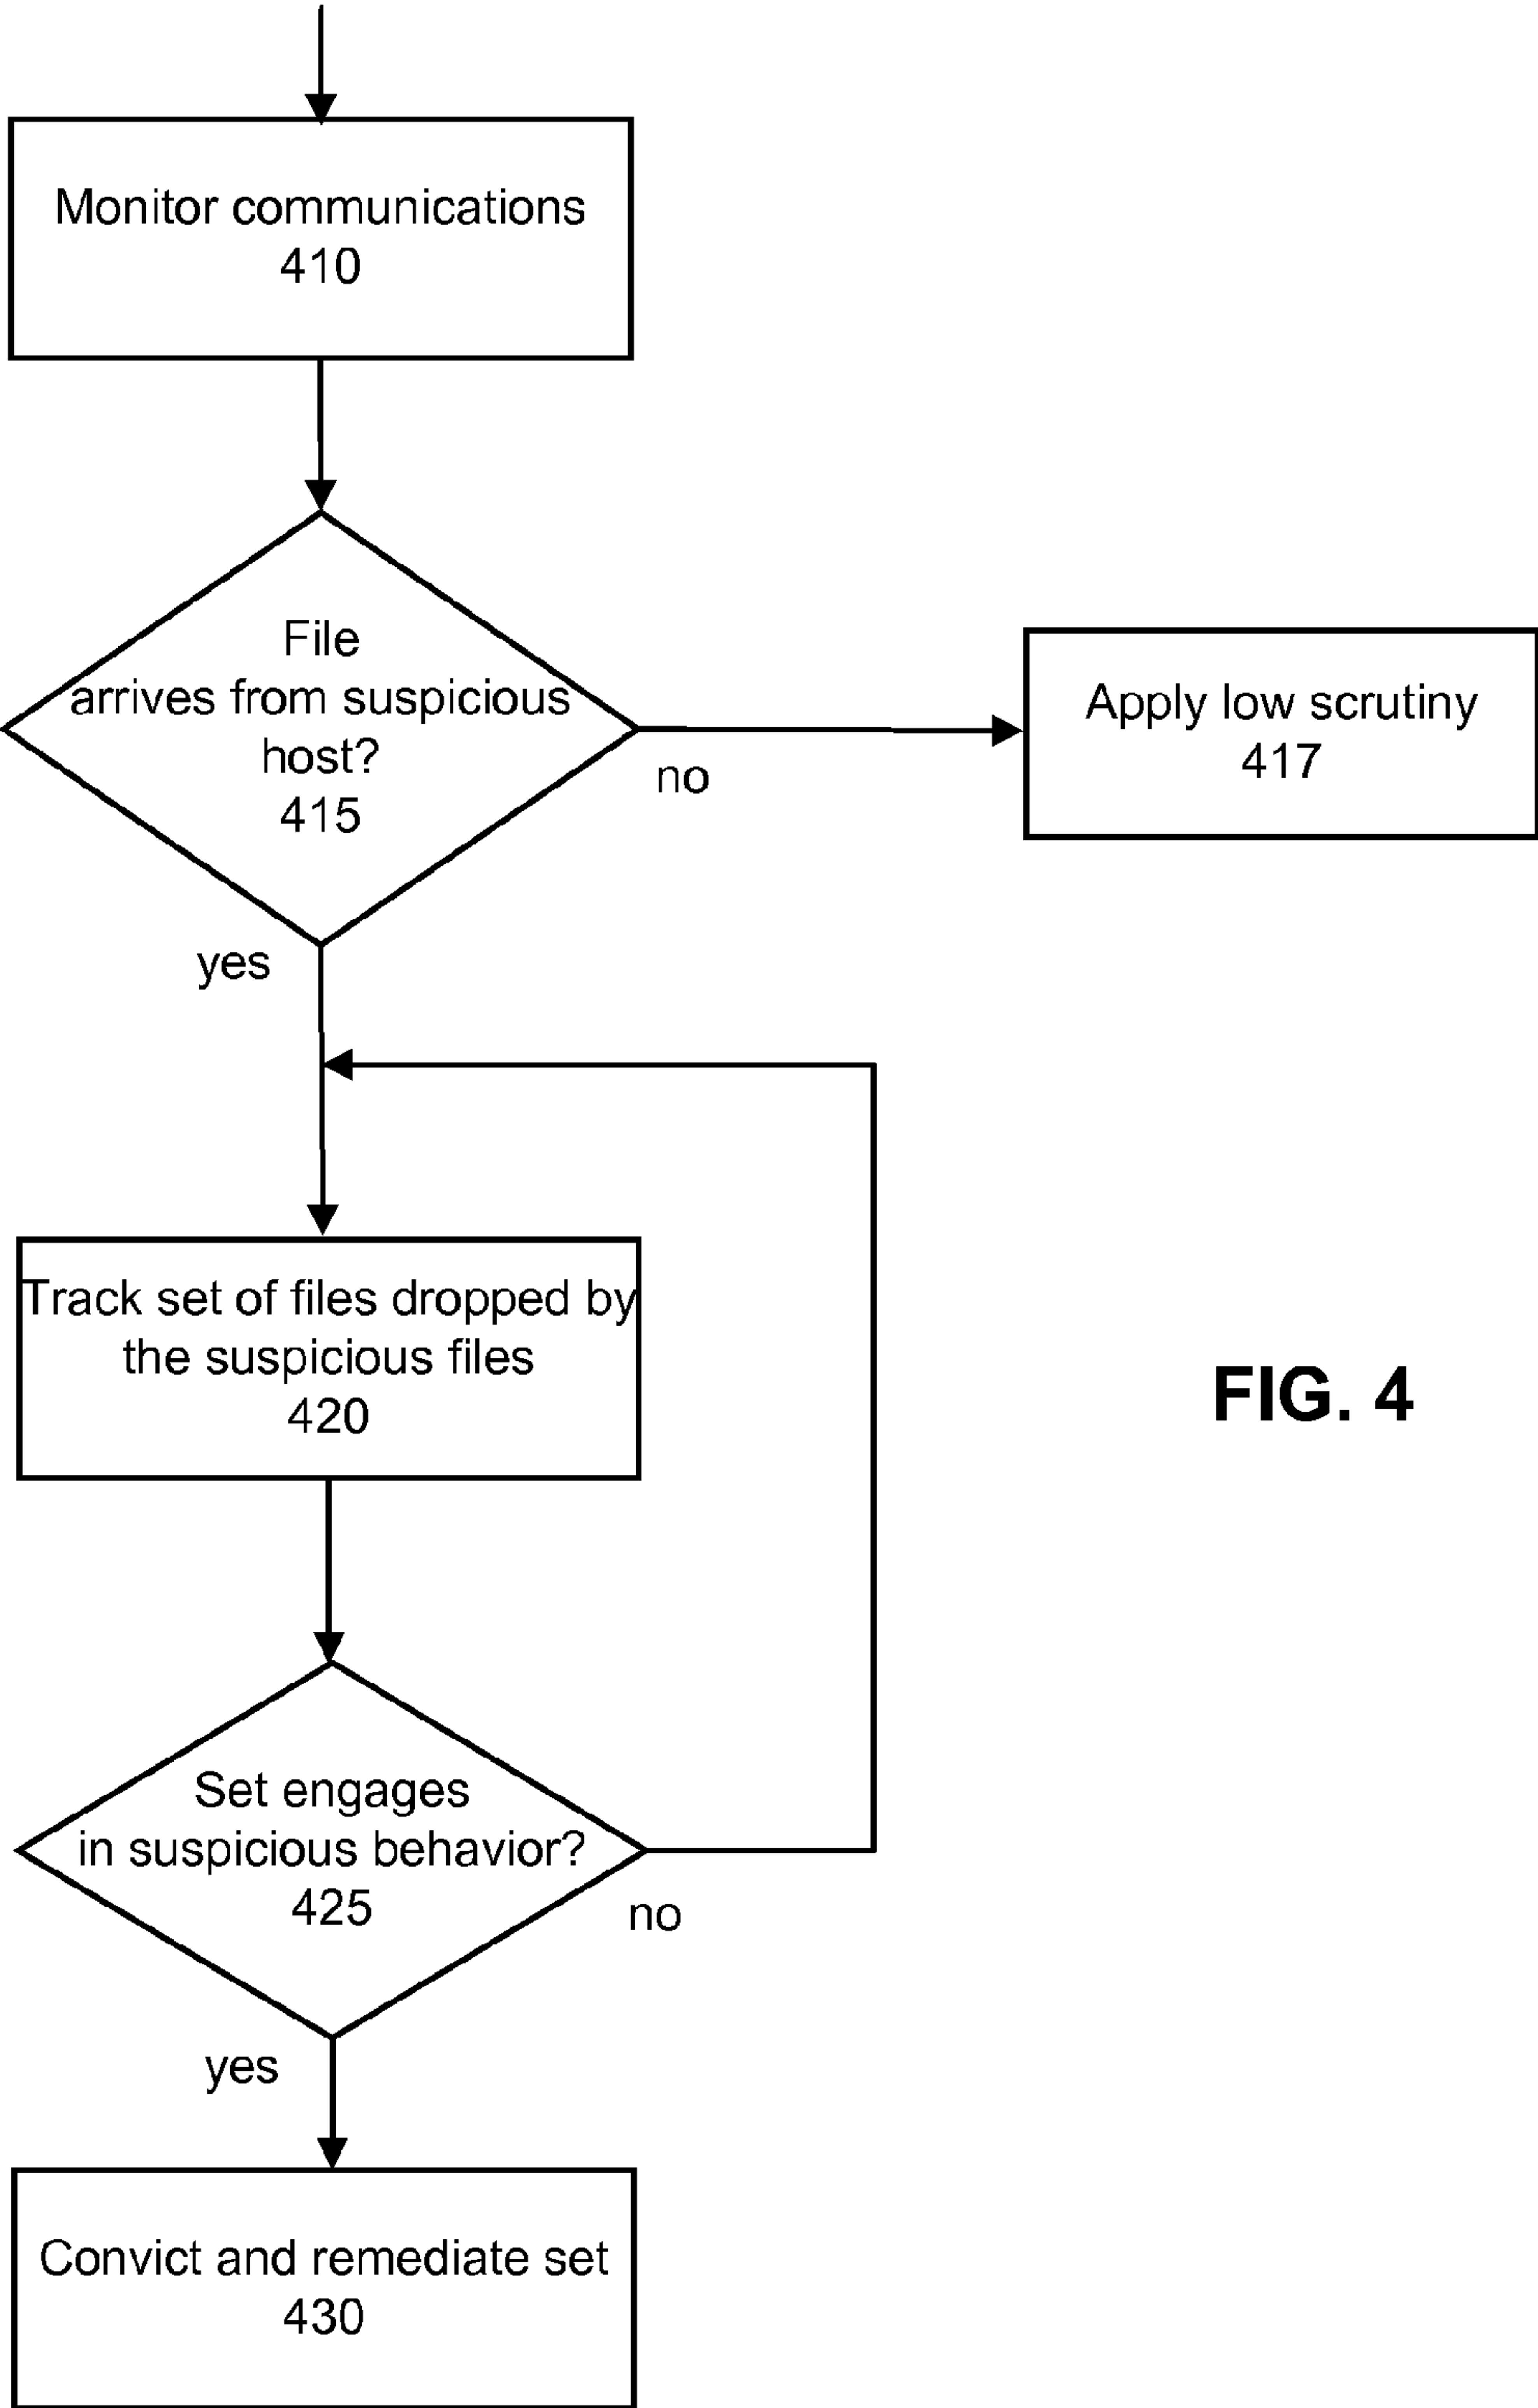 Monitor communications
410
File
arrives from suspicious
host?
415
no
Apply low scrutiny
417
yes
Track set of files dropped by
the suspicious files
420
FIG. 4
Set engages
in suspicious behavior?
425
no
yes
Convict and remediate set
430